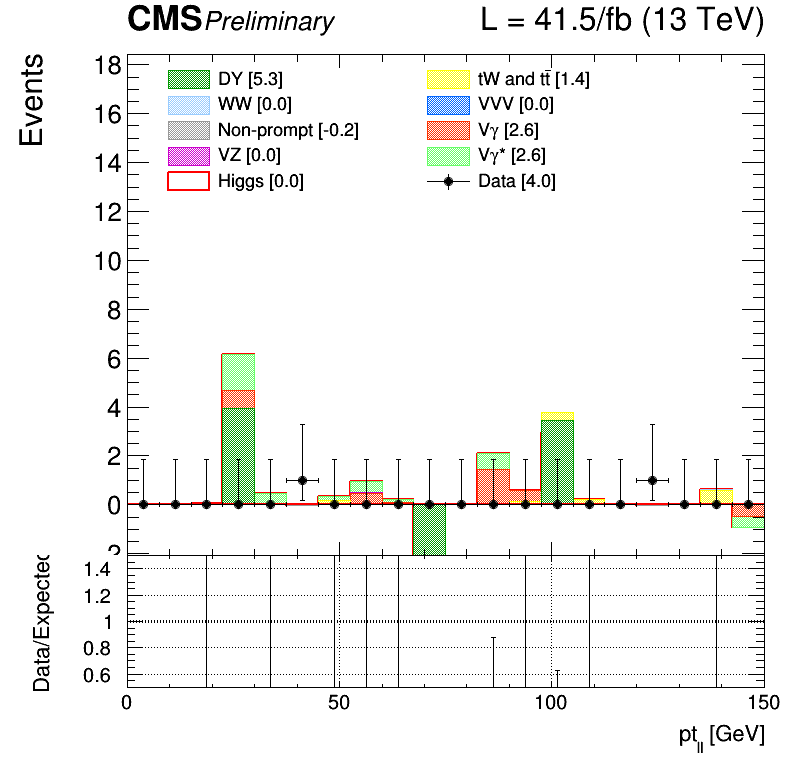 CMS Preliminary L = 41.5/fb (13 TeV)
Events
18
16
14
12
10
8
6
4
2
0
2
DY [5.3]
WW [0.0]
Non-prompt [-0.2]
VZ [0.0]
Higgs [0.0]
tW and tt̄ [1.4]
VVV [0.0]
Vγ [2.6]
Vγ* [2.6]
Data [4.0]
Data/Expected
1.4
1.2
1
0.8
0.6
0 50 100 150
pt_ll [GeV]